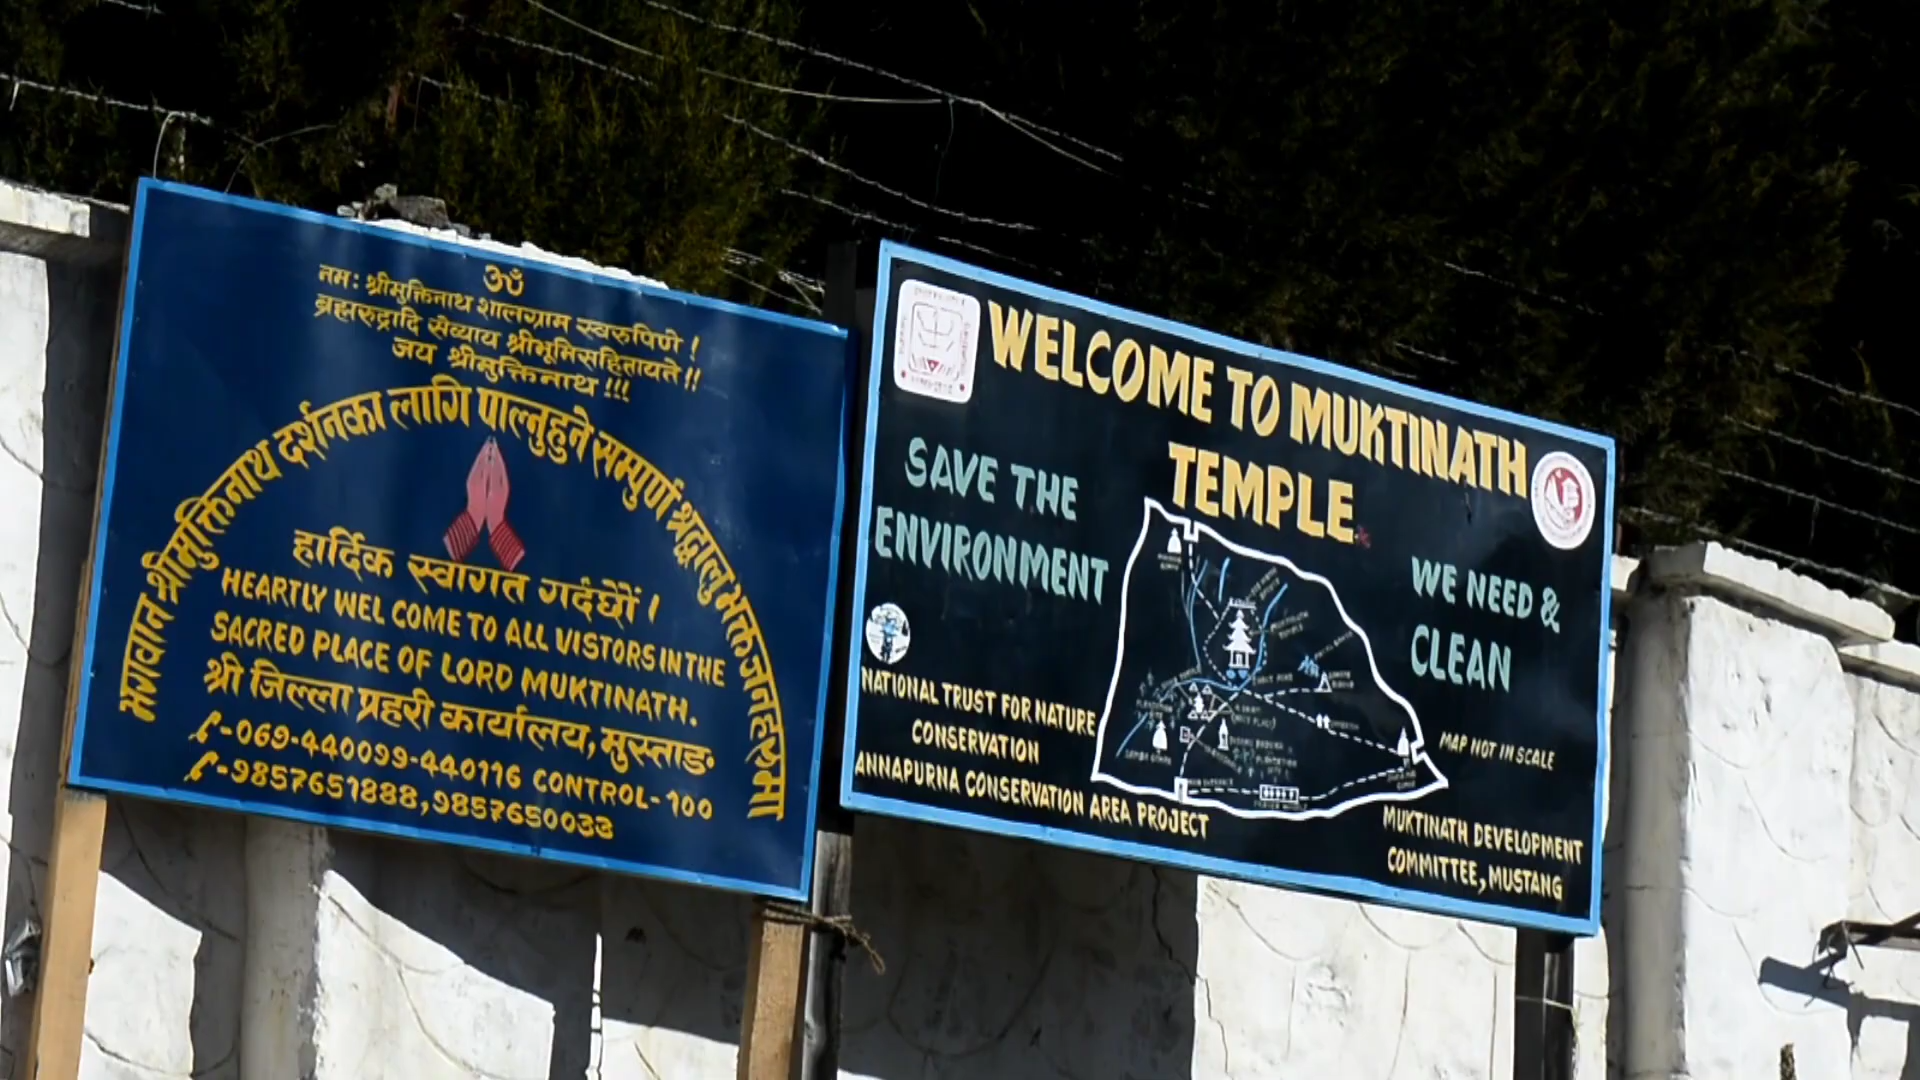 ॐ
नम: श्रीमुक्तिनाथ शालग्राम स्वरुपिणे !
ब्रह्मरुद्रादि सेव्याय श्रीभूमिसहितायते !!
जय श्रीमुक्तिनाथ !!!
भगवान श्रीमुक्तिनाथ दर्शनका लागि पाल्नुहुने सम्पुर्ण श्रद्धालु भक्तजनहरुमा
हार्दिक स्वागत गर्दछौं ।
HEARTLY WEL COME TO ALL VISTORS IN THE
SACRED PLACE OF LORD MUKTINATH.
श्री जिल्ला प्रहरी कार्यालय, मुस्ताङ
-069-440099-440116 CONTROL-100
-9857651888,9857650033
WELCOME TO MUKTINATH
TEMPLE
SAVE THE
ENVIRONMENT
WE NEED &
CLEAN
NATIONAL TRUST FOR NATURE
CONSERVATION
ANNAPURNA CONSERVATION AREA PROJECT
MAP NOT IN SCALE
MUKTINATH DEVELOPMENT
COMMITTEE, MUSTANG